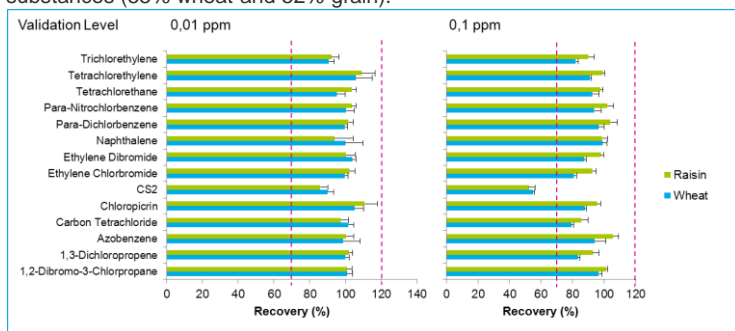 substances (68% wheat and 32% grain).
Validation Level
0,01 ppm
0,1 ppm
Trichlorethylene
Tetrachlorethylene
Tetrachlorethane
Para-Nitrochlorbenzene
Para-Dichlorbenzene
Naphthalene
Ethylene Dibromide
Ethylene Chlorbromide
CS2
Chloropicrin
Carbon Tetrachloride
Azobenzene
1,3-Dichloropropene
1,2-Dibromo-3-Chlorpropane
Raisin
Wheat
0 20 40 60 80 100 120 140
0 20 40 60 80 100 120
Recovery (%)
Recovery (%)